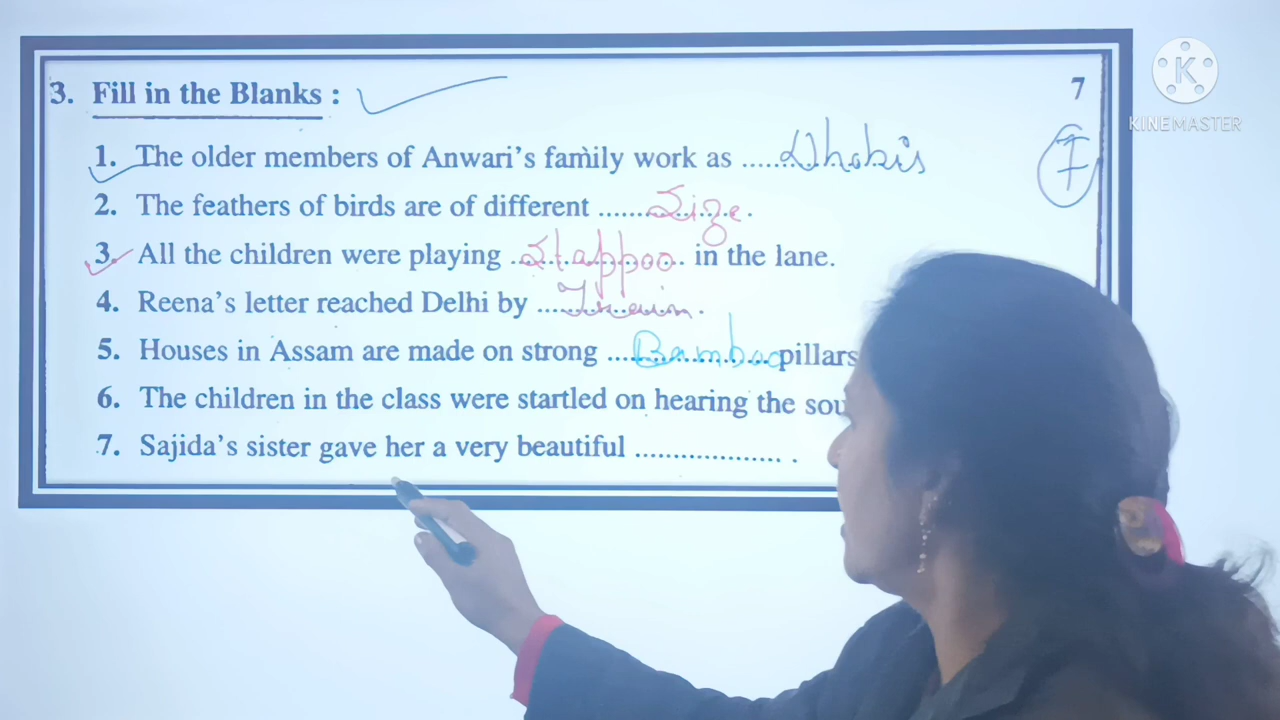 3. Fill in the Blanks :
7
KINEMASTER
7
1. The older members of Anwari's family work as ....... Dhobis
2. The feathers of birds are of different .................. Size.
3. All the children were playing ....................... Stappoo in the lane.
4. Reena's letter reached Delhi by .................... Train.
5. Houses in Assam are made on strong ..................... Bamboo pillars
6. The children in the class were startled on hearing the sou
7. Sajida's sister gave her a very beautiful ................... .